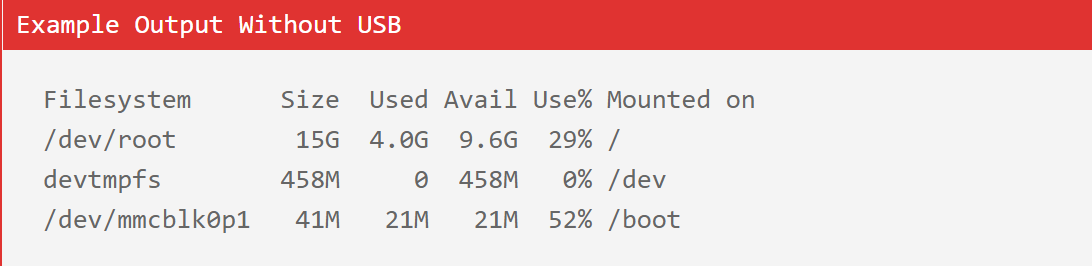 Example Output Without USB
Filesystem      Size  Used Avail Use% Mounted on
/dev/root        15G  4.0G  9.6G  29% /
devtmpfs        458M     0  458M   0% /dev
/dev/mmcblk0p1   41M   21M   21M  52% /boot